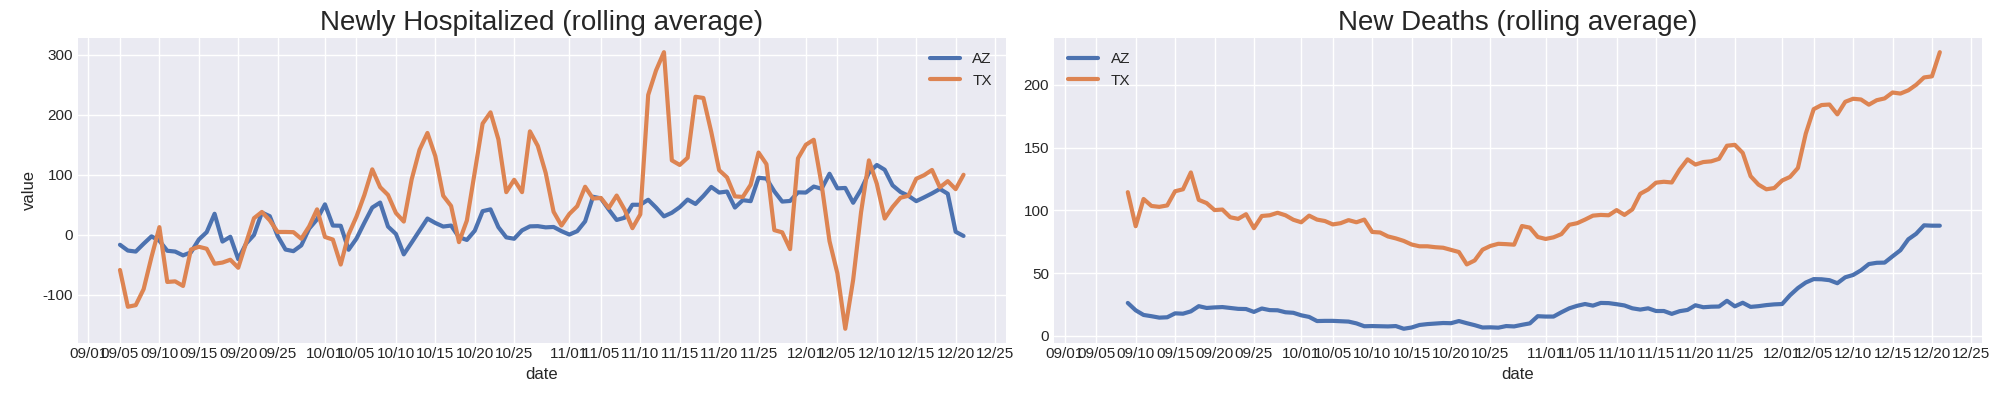 Newly Hospitalized (rolling average)
AZ
TX
300
200
100
0
-100
value
09/01 09/05 09/10 09/15 09/20 09/25 10/01 10/05 10/10 10/15 10/20 10/25 11/01 11/05 11/10 11/15 11/20 11/25 12/01 12/05 12/10 12/15 12/20 12/25
date
New Deaths (rolling average)
AZ
TX
200
150
100
50
0
09/01 09/05 09/10 09/15 09/20 09/25 10/01 10/05 10/10 10/15 10/20 10/25 11/01 11/05 11/10 11/15 11/20 11/25 12/01 12/05 12/10 12/15 12/20 12/25
date